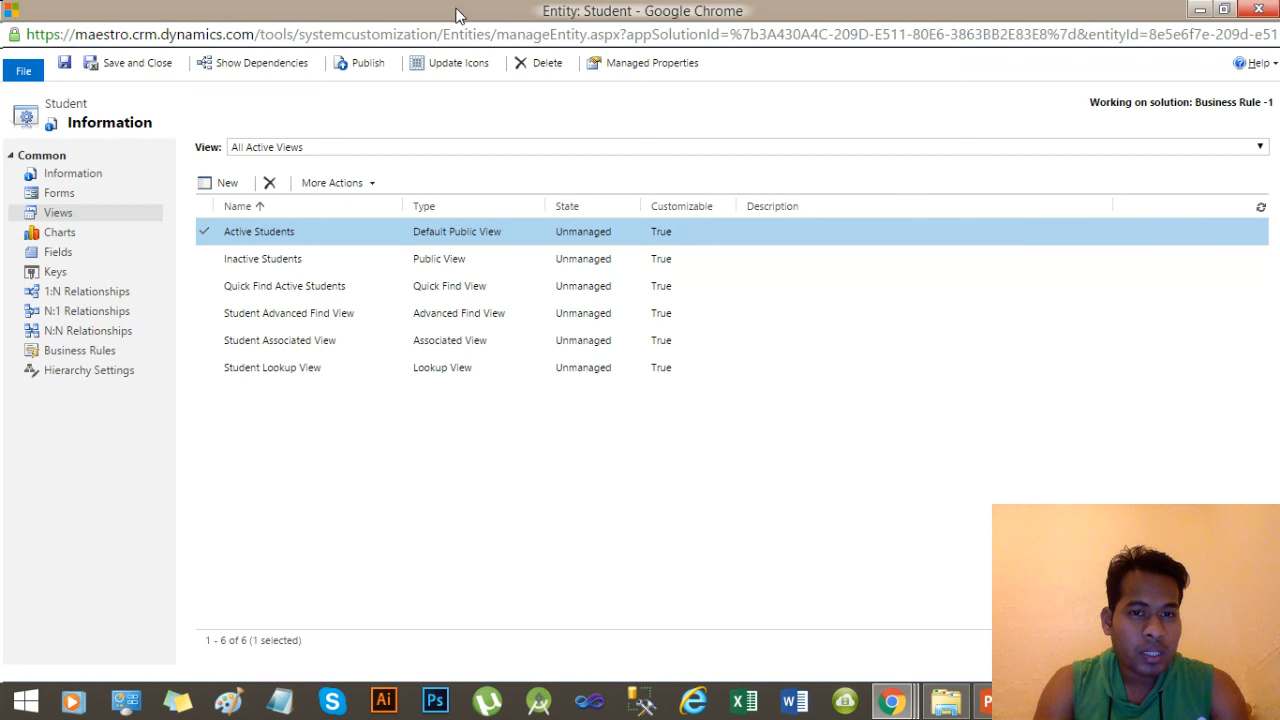 Entity: Student - Google Chrome
https://maestro.crm.dynamics.com/tools/systemcustomization/Entities/manageEntity.aspx?appSolutionId=%7b3A430A4C-209D-E511-80E6-3863BB2E83E8%7d&entityId=8e5e6f7e-209d-e51
File
Save and Close
Show Dependencies
Publish
Update Icons
Delete
Managed Properties
Help
Student
Information
Working on solution: Business Rule -1
Common
Information
Forms
Views
Charts
Fields
Keys
1:N Relationships
N:1 Relationships
N:N Relationships
Business Rules
Hierarchy Settings
View: All Active Views
New
More Actions
Name Type State Customizable Description
Active Students Default Public View Unmanaged True
Inactive Students Public View Unmanaged True
Quick Find Active Students Quick Find View Unmanaged True
Student Advanced Find View Advanced Find View Unmanaged True
Student Associated View Associated View Unmanaged True
Student Lookup View Lookup View Unmanaged True
1 - 6 of 6 (1 selected)
Ai
Ps